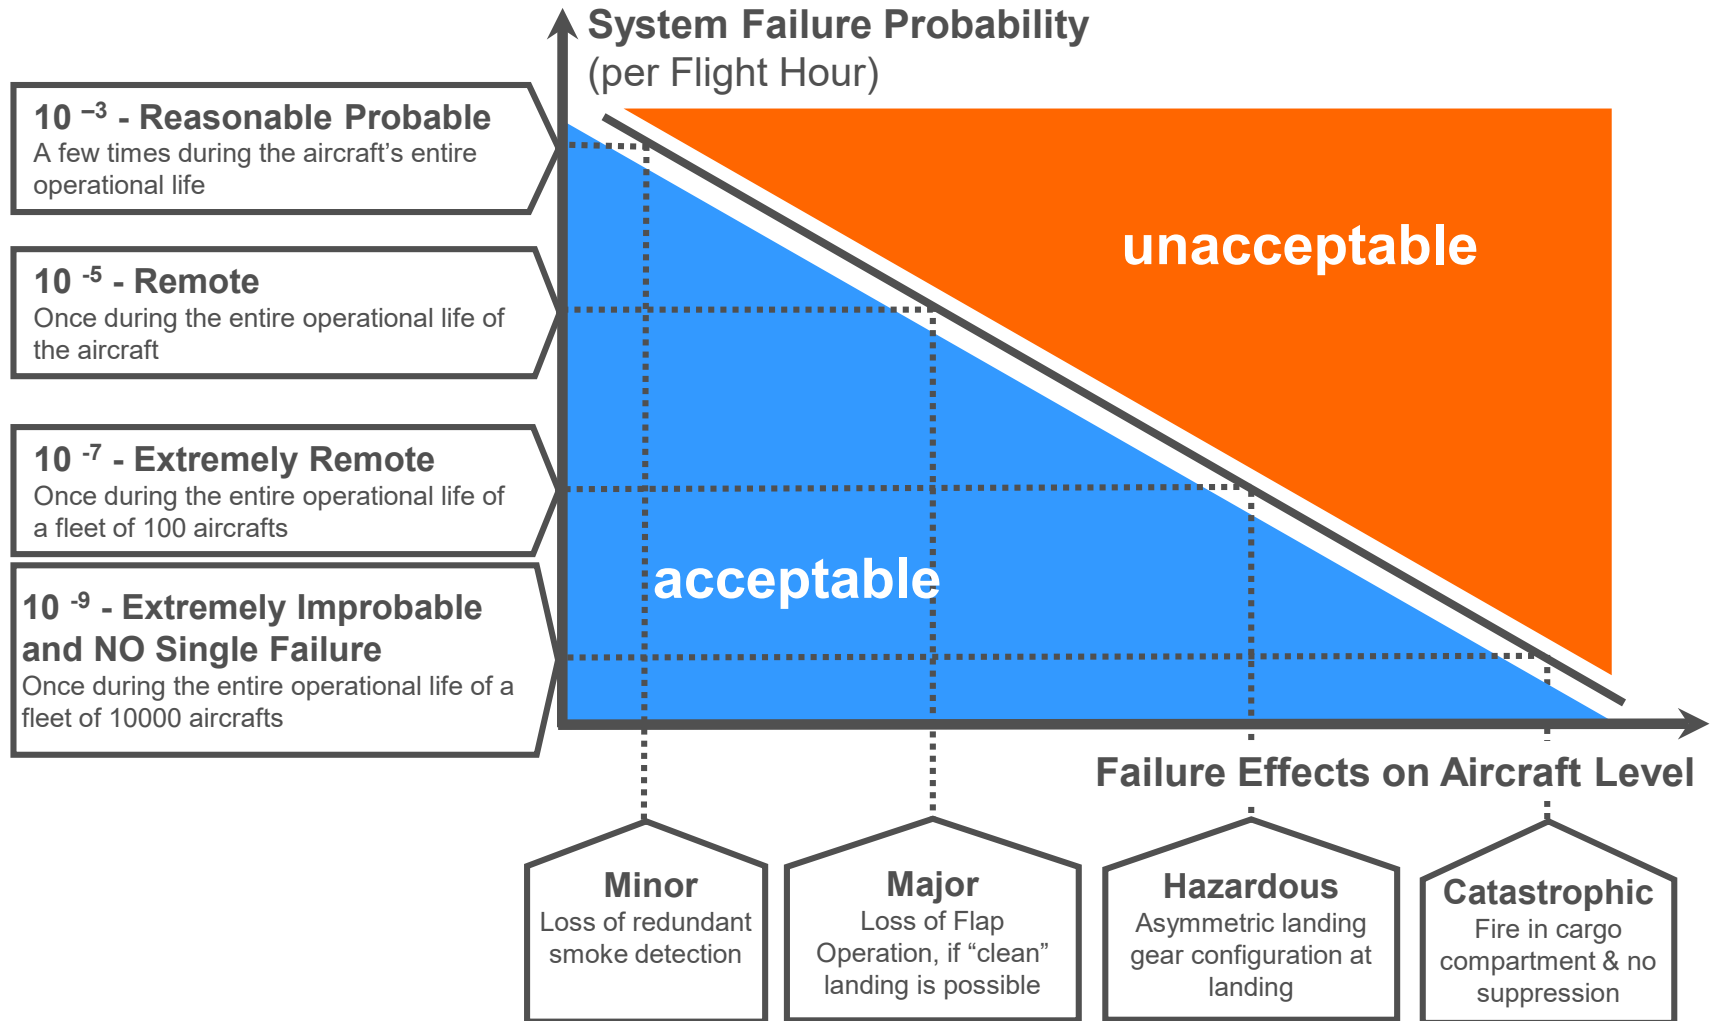 System Failure Probability
(per Flight Hour)
10 –3 - Reasonable Probable
A few times during the aircraft’s entire
operational life
10 -5 - Remote
Once during the entire operational life of
the aircraft
10 -7 - Extremely Remote
Once during the entire operational life of
a fleet of 100 aircrafts
10 -9 - Extremely Improbable
and NO Single Failure
Once during the entire operational life of a
fleet of 10000 aircrafts
unacceptable
acceptable
Failure Effects on Aircraft Level
Minor
Loss of redundant
smoke detection
Major
Loss of Flap
Operation, if “clean”
landing is possible
Hazardous
Asymmetric landing
gear configuration at
landing
Catastrophic
Fire in cargo
compartment & no
suppression